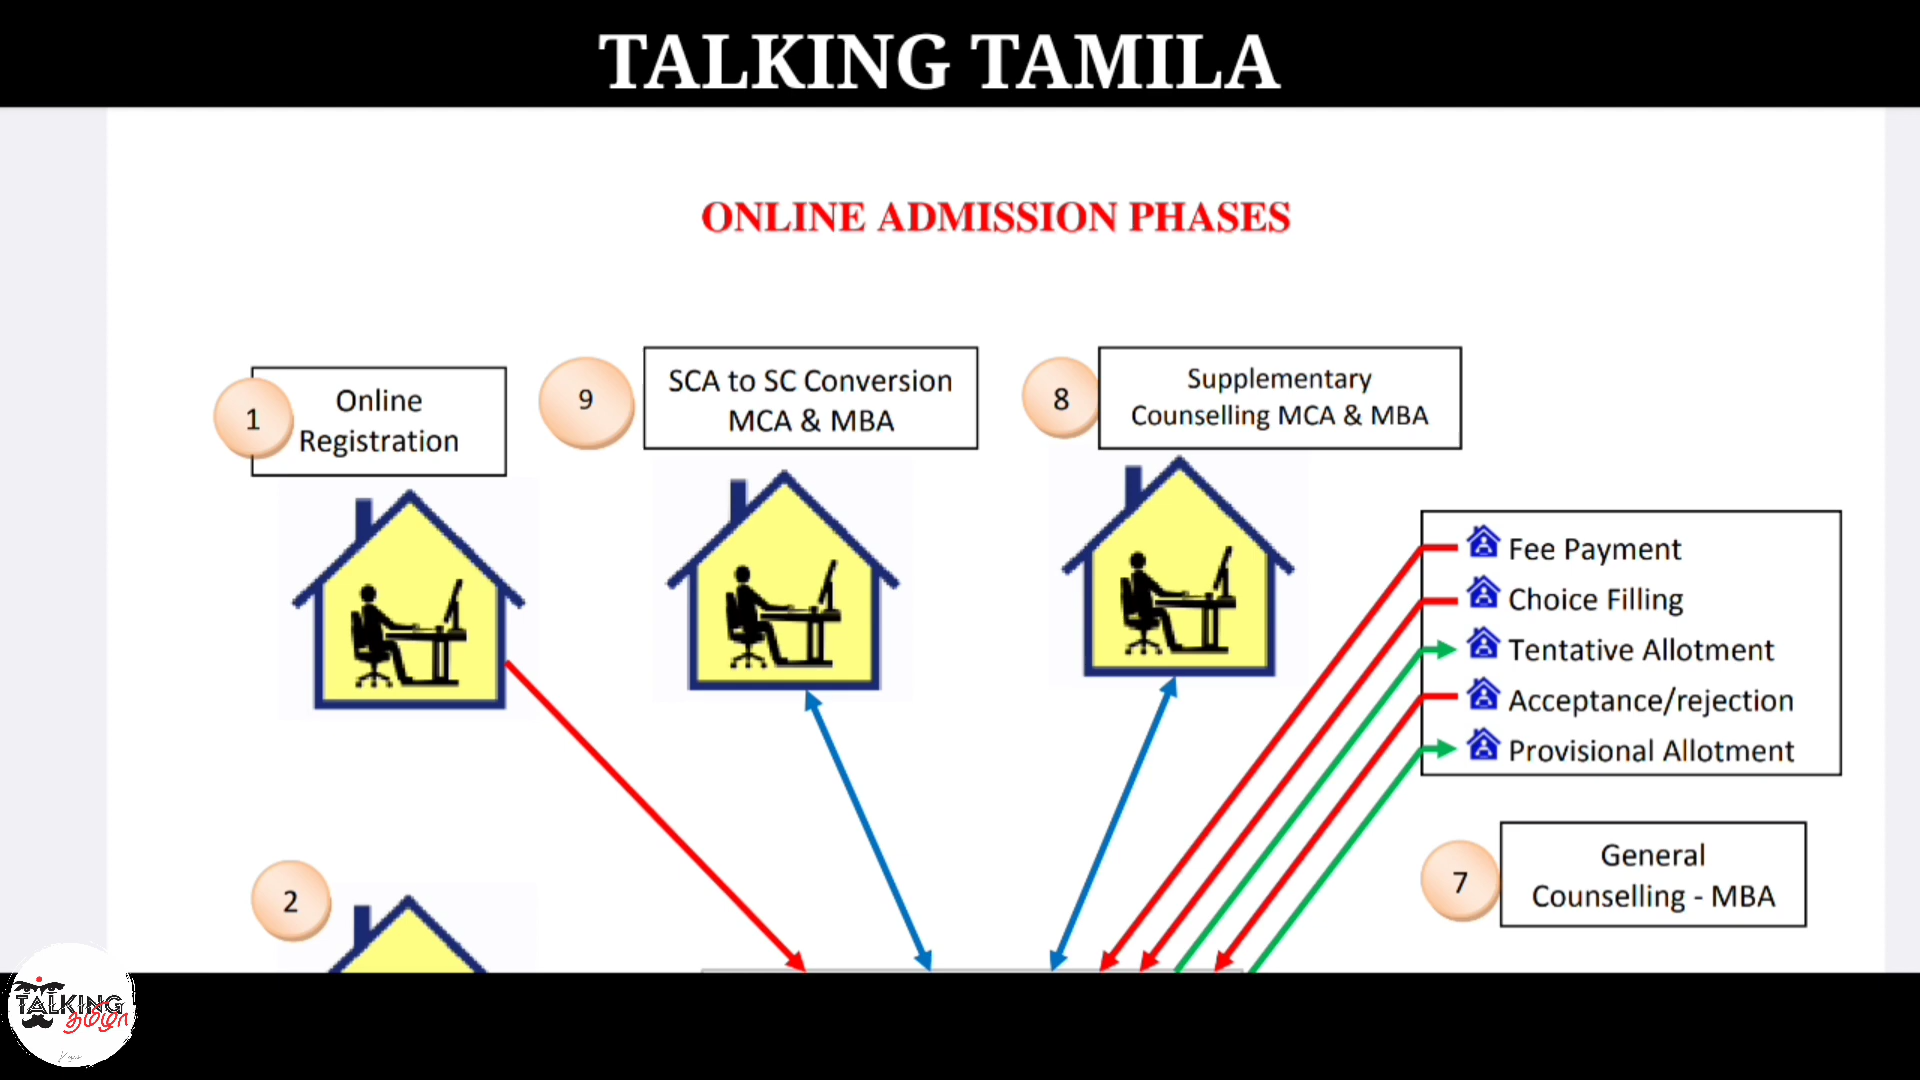 TALKING TAMILA
ONLINE ADMISSION PHASES
1
Online
Registration
9
SCA to SC Conversion
MCA & MBA
8
Supplementary
Counselling MCA & MBA
Fee Payment
Choice Filling
Tentative Allotment
Acceptance/rejection
Provisional Allotment
7
General
Counselling - MBA
2
TALKING
தமிழா